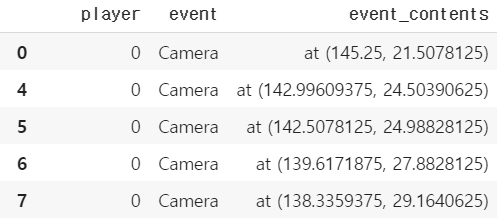 player event event_contents
0 0 Camera at (145.25, 21.5078125)
4 0 Camera at (142.99609375, 24.50390625)
5 0 Camera at (142.5078125, 24.98828125)
6 0 Camera at (139.6171875, 27.8828125)
7 0 Camera at (138.3359375, 29.1640625)